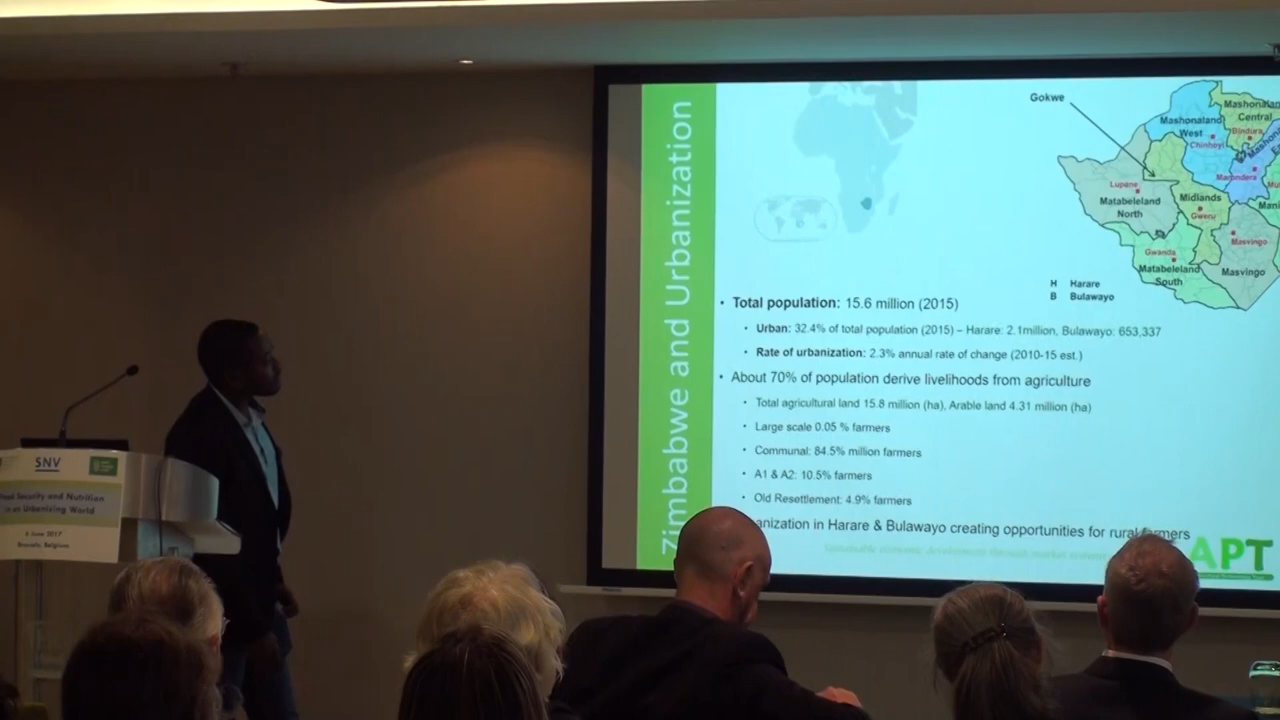 Zimbabwe and Urbanization
Gokwe
Mashonaland
West
Central
Bindura
Chinhoyi
Marondera
Lupane
Matabeleland
North
Midlands
Gweru
Masvingo
Gwanda
Matabeleland
South
Masvingo
H Harare
B Bulawayo
• Total population: 15.6 million (2015)
• Urban: 32.4% of total population (2015) – Harare: 2.1million, Bulawayo: 653,337
• Rate of urbanization: 2.3% annual rate of change (2010-15 est.)
• About 70% of population derive livelihoods from agriculture
• Total agricultural land 15.8 million (ha), Arable land 4.31 million (ha)
• Large scale 0.05 % farmers
• Communal: 84.5% million farmers
• A1 & A2: 10.5% farmers
• Old Resettlement: 4.9% farmers
in Harare & Bulawayo creating opportunities for rural farmers
APT
SNV
Food Security and Nutrition
in an Urbanizing World
6 June 2017
Brussels, Belgium